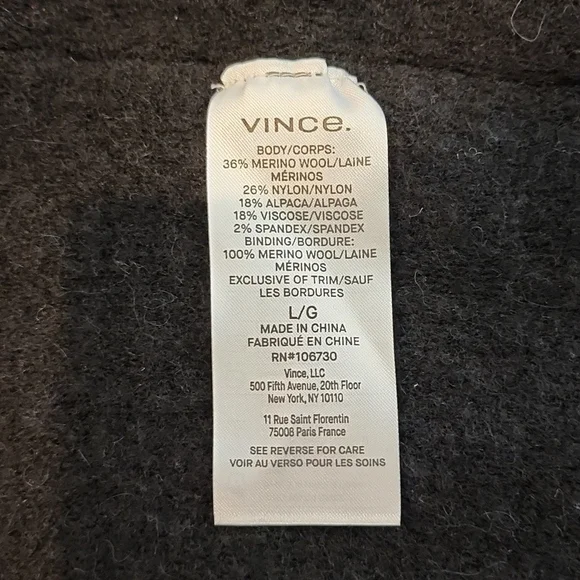 VINCe.
BODY/CORPS:
36% MERINO WOOL/LAINE
MÉRINOS
26% NYLON/NYLON
18% ALPACA/ALPAGA
18% VISCOSE/VISCOSE
2% SPANDEX/SPANDEX
BINDING/BORDURE:
100% MERINO WOOL/LAINE
MÉRINOS
EXCLUSIVE OF TRIM/SAUF
LES BORDURES
L/G
MADE IN CHINA
FABRIQUÉ EN CHINE
RN#106730
Vince, LLC
500 Fifth Avenue, 20th Floor
New York, NY 10110
11 Rue Saint Florentin
75008 Paris France
SEE REVERSE FOR CARE
VOIR AU VERSO POUR LES SOINS